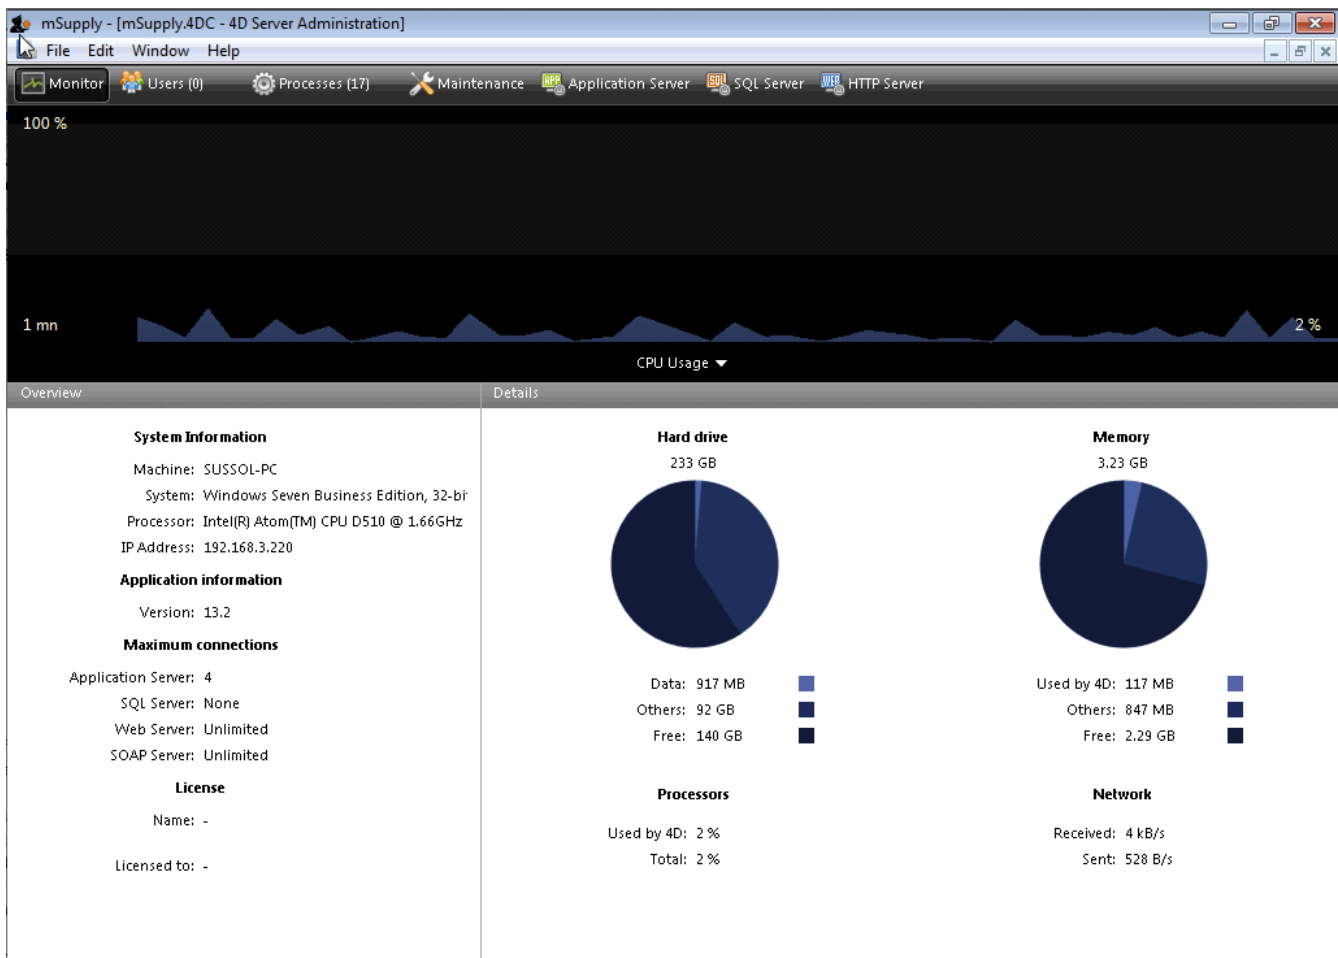 mSupply - [mSupply.4DC - 4D Server Administration]
File Edit Window Help
Monitor Users (0) Processes (17) Maintenance Application Server SQL Server HTTP Server
100 %
1 mn
2 %
CPU Usage
Overview
System Information
Machine: SUSSOL-PC
System: Windows Seven Business Edition, 32-bi
Processor: Intel(R) Atom(TM) CPU D510 @ 1.66GHz
IP Address: 192.168.3.220
Application information
Version: 13.2
Maximum connections
Application Server: 4
SQL Server: None
Web Server: Unlimited
SOAP Server: Unlimited
License
Name: -
Licensed to: -
Details
Hard drive
233 GB
Data: 917 MB
Others: 92 GB
Free: 140 GB
Memory
3.23 GB
Used by 4D: 117 MB
Others: 847 MB
Free: 2.29 GB
Processors
Used by 4D: 2 %
Total: 2 %
Network
Received: 4 kB/s
Sent: 528 B/s